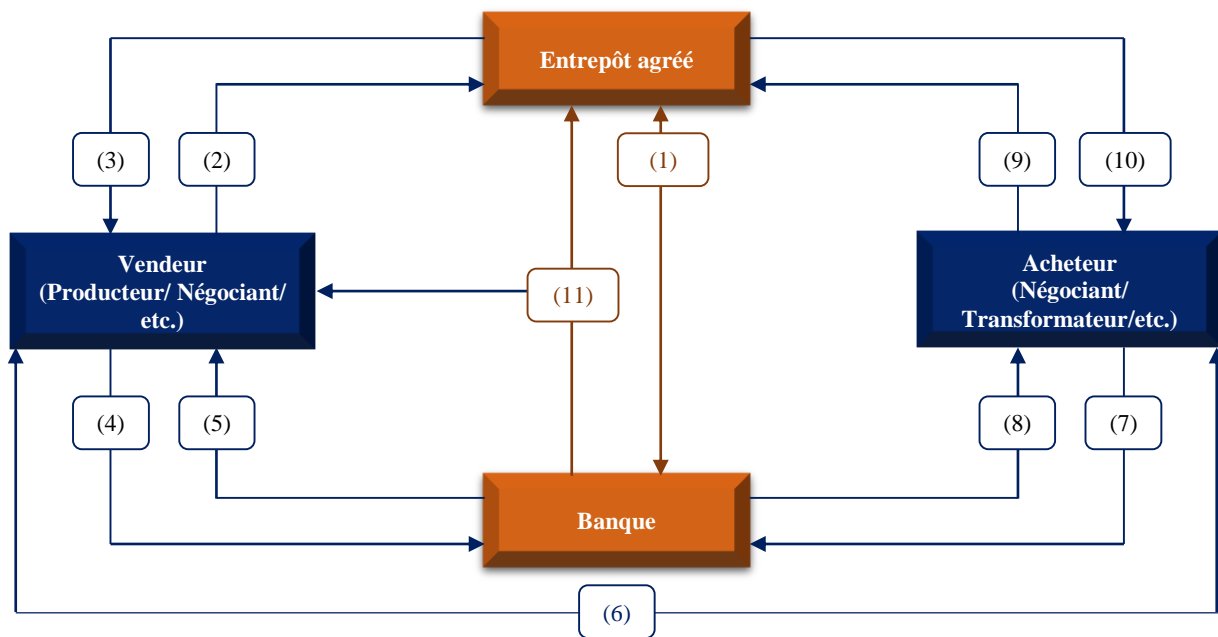 Entrepôt agréé
(3)
(2)
(1)
(9)
(10)
Vendeur
(Producteur/ Négociant/
etc.)
(11)
Acheteur
(Négociant/
Transformateur/etc.)
(4)
(5)
(8)
(7)
Banque
(6)